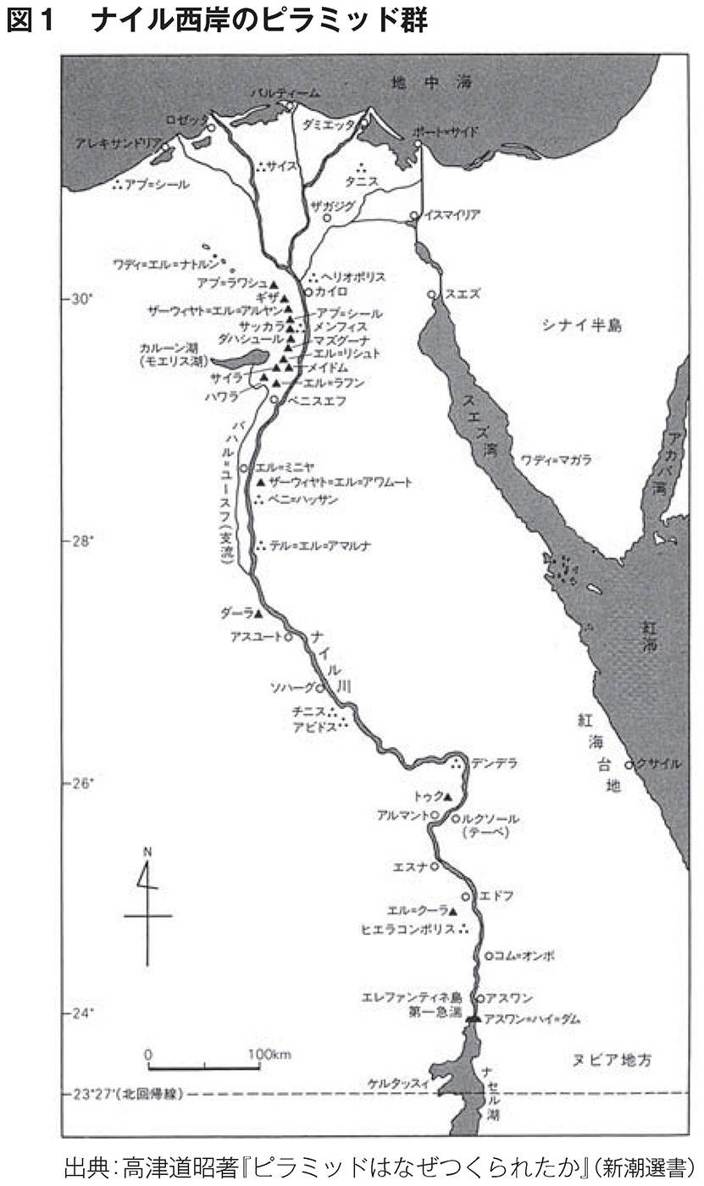 図1 ナイル西岸のピラミッド群
地中海
バルティーム
ロゼッタ
ダミエッタ
アレキサンドリア
ポート=サイド
サイス
タニス
アブ=シール
ザガジグ
イスマイリア
ワディ=エル=ナトルン
ヘリオポリス
アブ=ラワシュ
カイロ
スエズ
30°
ギザ
ザーウィヤト=エル=アルヤン
アブ=シール
シナイ半島
サッカラ
メンフィス
ダハシュール
マズグーナ
カルーン湖
(モエリス湖)
エル=リシュト
メイドム
サイラ
エル=ラフン
ハワラ
ベニスエフ
スエズ湾
アカバ湾
バハル=ユースフ(支流)
ワディ=マガラ
エル=ミニヤ
ザーウィヤト=エル=アワムート
ベニ=ハッサン
28°
テル=エル=アマルナ
ダーラ
アスユート
ナイル川
紅海
ソハーグ
チニス
アビドス
紅海台地
クサイル
デンデラ
26°
トゥク
アルマント
ルクソール
(テーベ)
N
エスナ
エドフ
エル=クーラ
ヒエラコンポリス
コム=オンボ
エレファンティネ島
アスワン
第一急湍
アスワン=ハイ=ダム
24°
0
100km
ヌビア地方
ケルタッスィ
ナセル湖
23°27′(北回帰線)
出典:高津道昭著『ピラミッドはなぜつくられたか』(新潮選書)